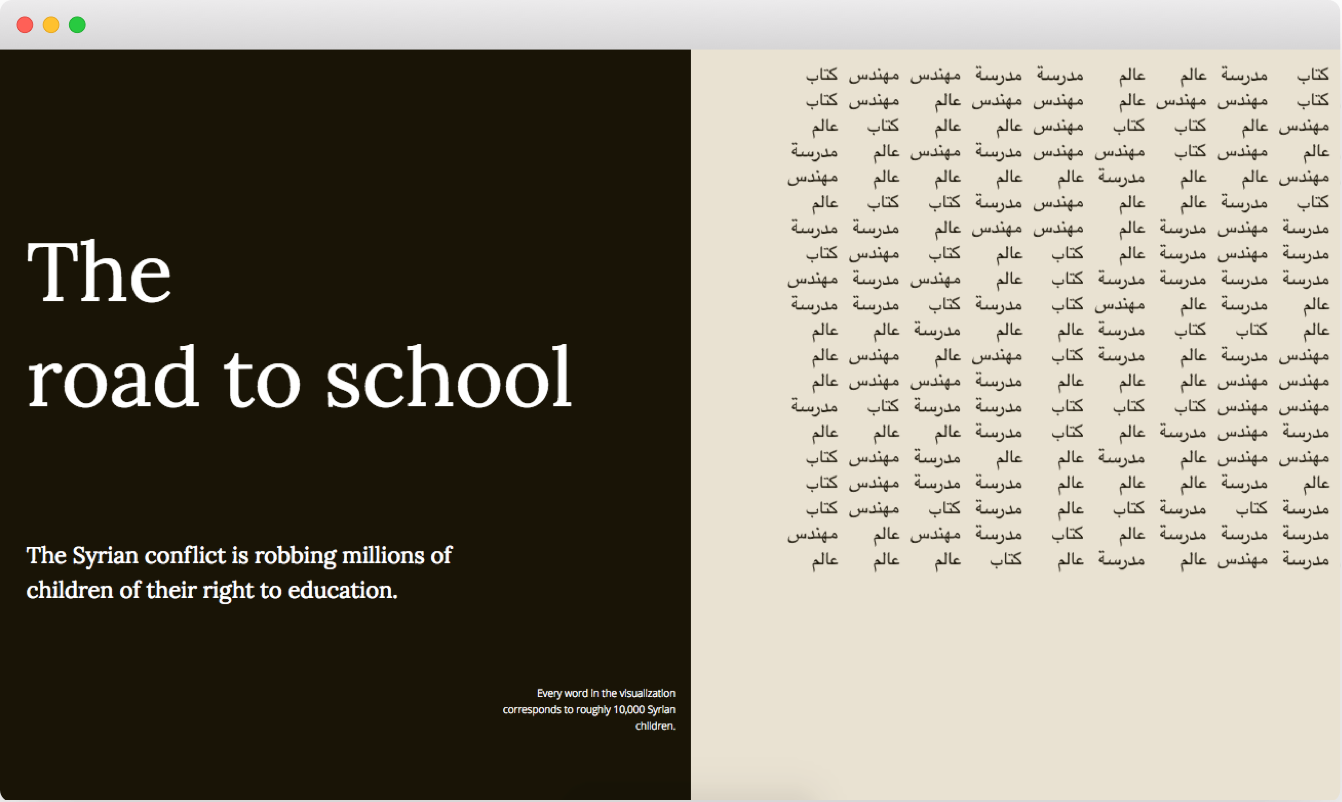 The
road to school
The Syrian conflict is robbing millions of
children of their right to education.
Every word in the visualization
corresponds to roughly 10,000 Syrian
children.
كتاب مدرسة عالم عالم مدرسة مدرسة مهندس مهندس كتاب
كتاب مهندس مهندس عالم مهندس مهندس عالم مهندس كتاب
مهندس عالم كتاب كتاب مهندس عالم عالم كتاب عالم
عالم مهندس كتاب مهندس مهندس مدرسة مهندس عالم مدرسة
مهندس عالم عالم مدرسة عالم عالم عالم عالم مهندس
كتاب مدرسة عالم عالم مهندس مدرسة كتاب كتاب عالم
مدرسة مهندس مدرسة عالم مهندس مهندس عالم مدرسة مدرسة
مدرسة مهندس مدرسة عالم كتاب عالم كتاب مهندس كتاب
مدرسة مدرسة مدرسة مدرسة كتاب عالم مهندس مدرسة مهندس
عالم مدرسة عالم مهندس كتاب مدرسة كتاب مدرسة مدرسة
عالم كتاب كتاب مدرسة عالم عالم مدرسة عالم عالم
مهندس مدرسة عالم مدرسة كتاب مهندس عالم مهندس عالم
مهندس مهندس عالم عالم عالم مدرسة مهندس مهندس عالم
مهندس مهندس كتاب كتاب كتاب مدرسة مدرسة كتاب مدرسة
مدرسة مهندس مدرسة عالم كتاب مدرسة عالم عالم عالم
مهندس مهندس عالم مدرسة عالم عالم مدرسة مهندس كتاب
عالم مدرسة عالم عالم عالم مدرسة مدرسة مهندس كتاب
مدرسة كتاب مدرسة كتاب عالم مدرسة كتاب مهندس كتاب
مدرسة مدرسة مدرسة عالم كتاب مدرسة مهندس عالم مهندس
مدرسة مهندس عالم مدرسة عالم كتاب عالم عالم عالم